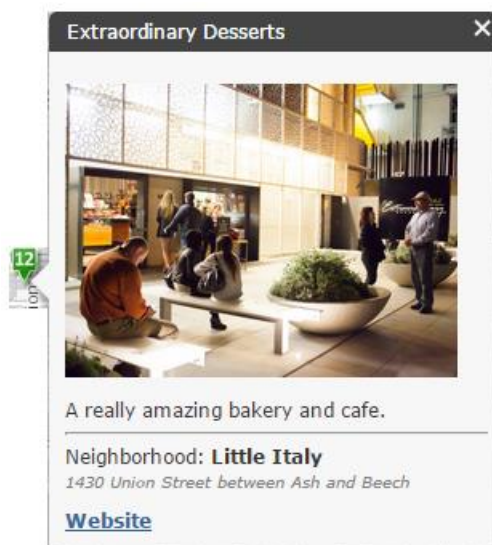 Extraordinary Desserts
12
A really amazing bakery and cafe.
Neighborhood: Little Italy
1430 Union Street between Ash and Beech
Website